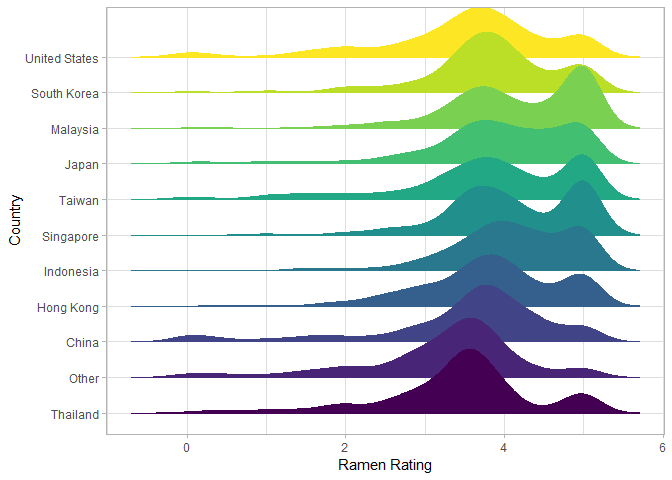 Country
United States
South Korea
Malaysia
Japan
Taiwan
Singapore
Indonesia
Hong Kong
China
Other
Thailand
0 2 4 6
Ramen Rating